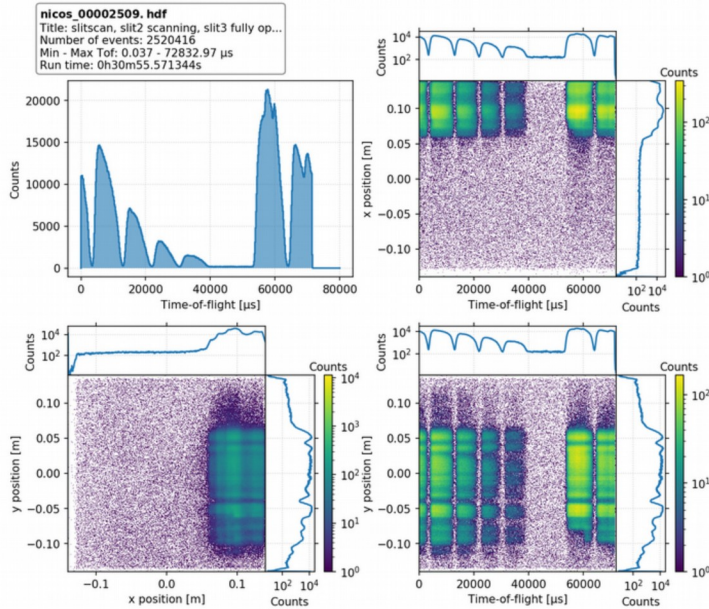 nicos_00002509. hdf
Title: slitscan, slit2 scanning, slit3 fully op...
Number of events: 2520416
Min - Max Tof: 0.037 - 72832.97 µs
Run time: 0h30m55.571344s
20000
15000
10000
5000
0
Counts
0 20000 40000 60000 80000
Time-of-flight [µs]
10⁴
10²
Counts
Counts
0.10
0.05
0.00
−0.05
−0.10
x position [m]
10²
10¹
10⁰
0 20000 40000 60000
Time-of-flight [µs]
10² 10⁴
Counts
10⁴
10²
Counts
Counts
0.10
0.05
0.00
−0.05
−0.10
y position [m]
10⁴
10³
10²
10¹
10⁰
−0.1 0.0 0.1
x position [m]
10² 10⁴
Counts
10⁴
10²
Counts
Counts
0.10
0.05
0.00
−0.05
−0.10
y position [m]
10²
10¹
10⁰
0 20000 40000 60000
Time-of-flight [µs]
10² 10⁴
Counts